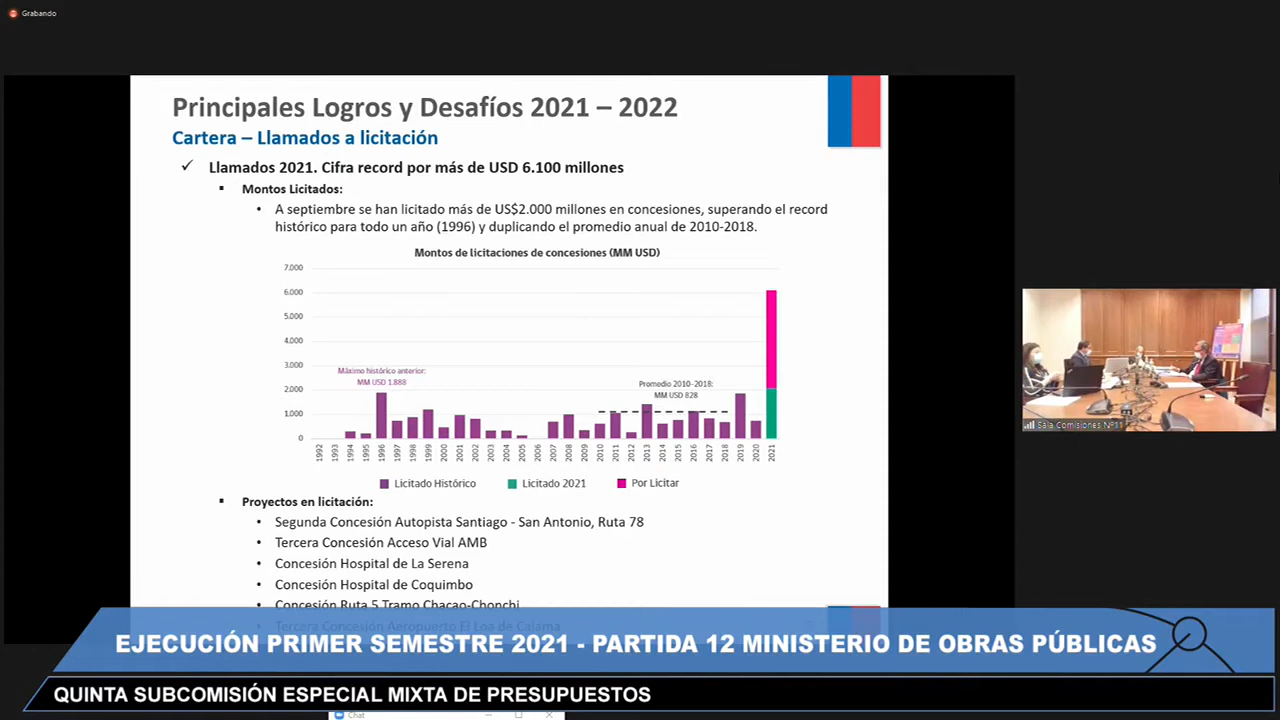 Grabando
Principales Logros y Desafíos 2021 – 2022
Cartera – Llamados a licitación
✓ Llamados 2021. Cifra record por más de USD 6.100 millones
▪ Montos Licitados:
• A septiembre se han licitado más de US$2.000 millones en concesiones, superando el record
histórico para todo un año (1996) y duplicando el promedio anual de 2010-2018.
Montos de licitaciones de concesiones (MM USD)
7.000
6.000
5.000
4.000
3.000
2.000
1.000
0
Máximo histórico anterior:
MM USD 1.888
Promedio 2010-2018:
MM USD 828
1992 1993 1994 1995 1996 1997 1998 1999 2000 2001 2002 2003 2004 2005 2006 2007 2008 2009 2010 2011 2012 2013 2014 2015 2016 2017 2018 2019 2020 2021
Licitado Histórico Licitado 2021 Por Licitar
▪ Proyectos en licitación:
• Segunda Concesión Autopista Santiago - San Antonio, Ruta 78
• Tercera Concesión Acceso Vial AMB
• Concesión Hospital de La Serena
• Concesión Hospital de Coquimbo
• Concesión Ruta 5 Tramo Chacao-Chonchi
• Tercera Concesión Aeropuerto El Loa de Calama
Sala Comisiones Nº11
EJECUCIÓN PRIMER SEMESTRE 2021 - PARTIDA 12 MINISTERIO DE OBRAS PÚBLICAS
QUINTA SUBCOMISIÓN ESPECIAL MIXTA DE PRESUPUESTOS
Chat